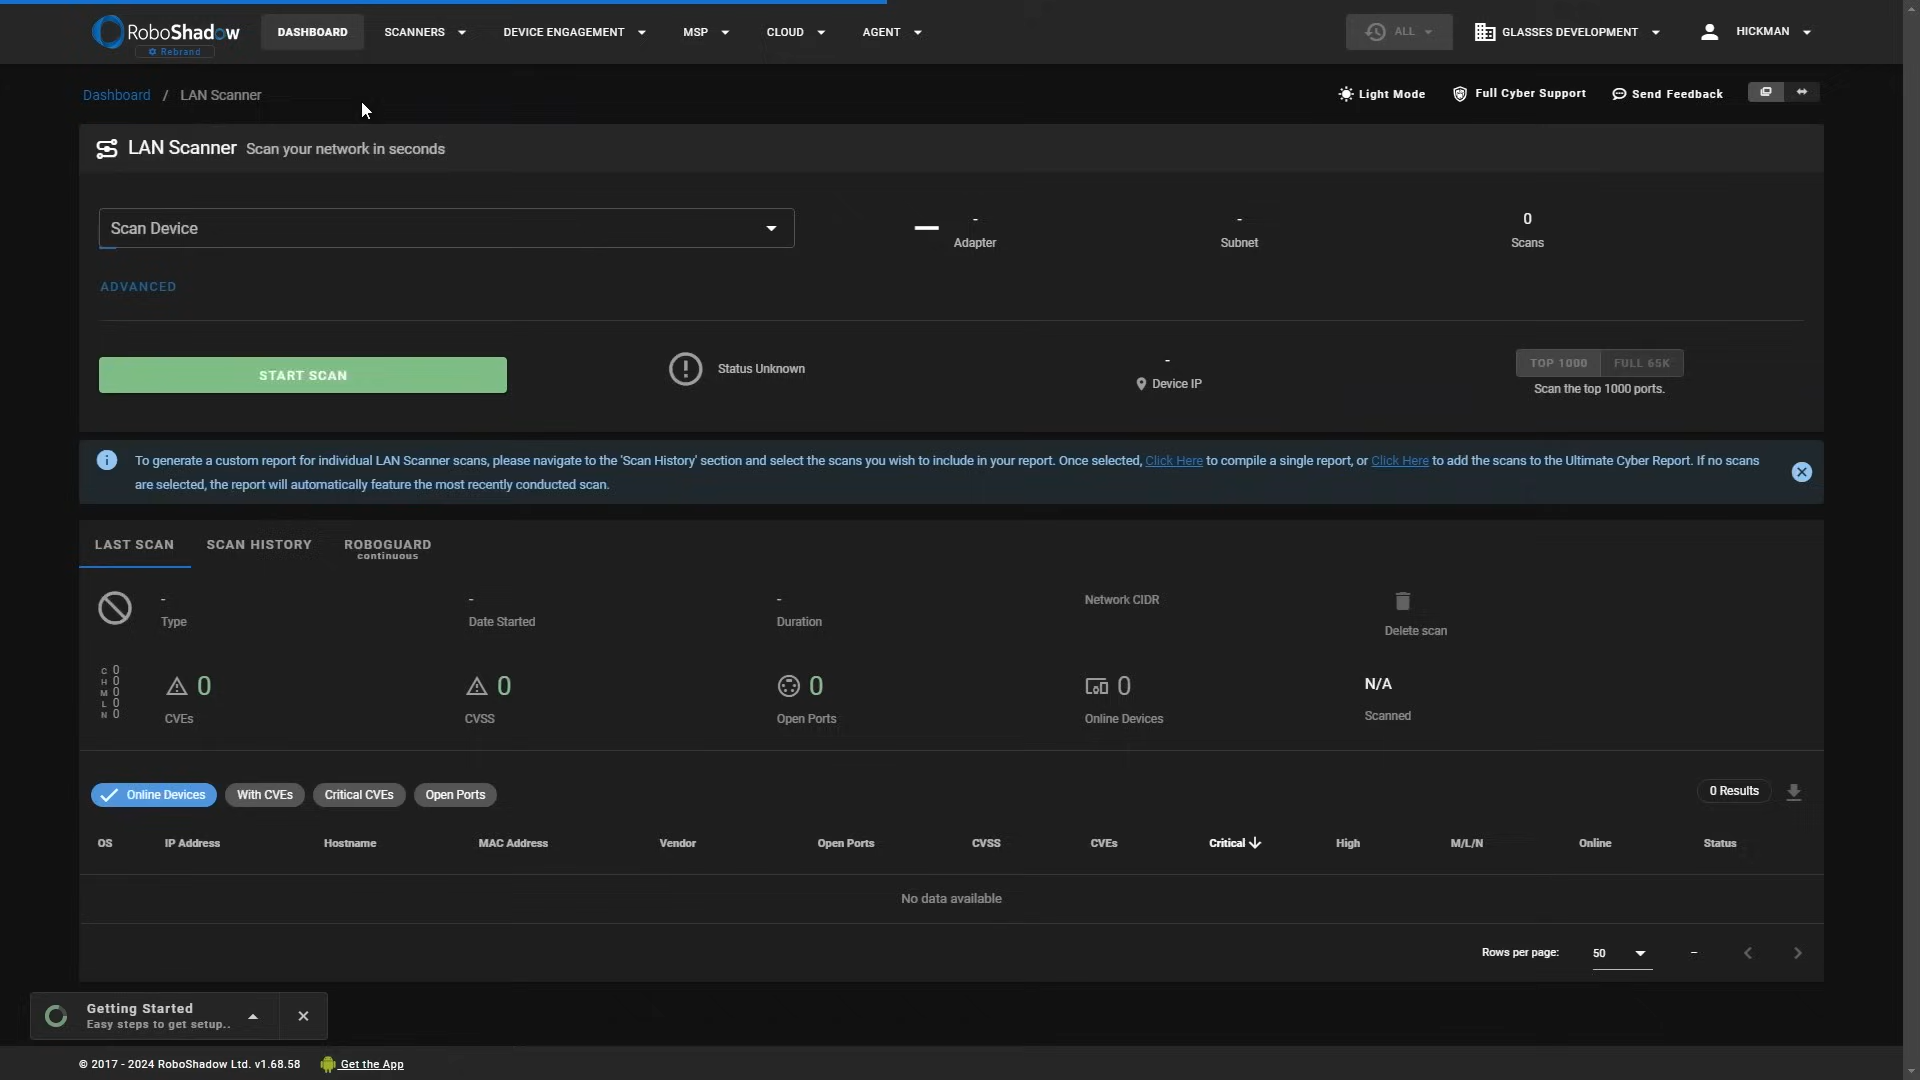 RoboShadow
Rebrand
DASHBOARD
SCANNERS
DEVICE ENGAGEMENT
MSP
CLOUD
AGENT
ALL
GLASSES DEVELOPMENT
HICKMAN
Dashboard / LAN Scanner
Light Mode
Full Cyber Support
Send Feedback
LAN Scanner Scan your network in seconds
Scan Device
-
Adapter
-
Subnet
0
Scans
ADVANCED
START SCAN
Status Unknown
-
Device IP
TOP 1000
FULL 65K
Scan the top 1000 ports.
To generate a custom report for individual LAN Scanner scans, please navigate to the 'Scan History' section and select the scans you wish to include in your report. Once selected, Click Here to compile a single report, or Click Here to add the scans to the Ultimate Cyber Report. If no scans
are selected, the report will automatically feature the most recently conducted scan.
LAST SCAN
SCAN HISTORY
ROBOGUARD
continuous
-
Type
-
Date Started
-
Duration
Network CIDR
Delete scan
C 0
H 0
M 0
L 0
N 0
0
CVEs
0
CVSS
0
Open Ports
0
Online Devices
N/A
Scanned
Online Devices
With CVEs
Critical CVEs
Open Ports
0 Results
OS
IP Address
Hostname
MAC Address
Vendor
Open Ports
CVSS
CVEs
Critical
High
M/L/N
Online
Status
No data available
Rows per page:
50
–
Getting Started
Easy steps to get setup..
© 2017 - 2024 RoboShadow Ltd. v1.68.58
Get the App